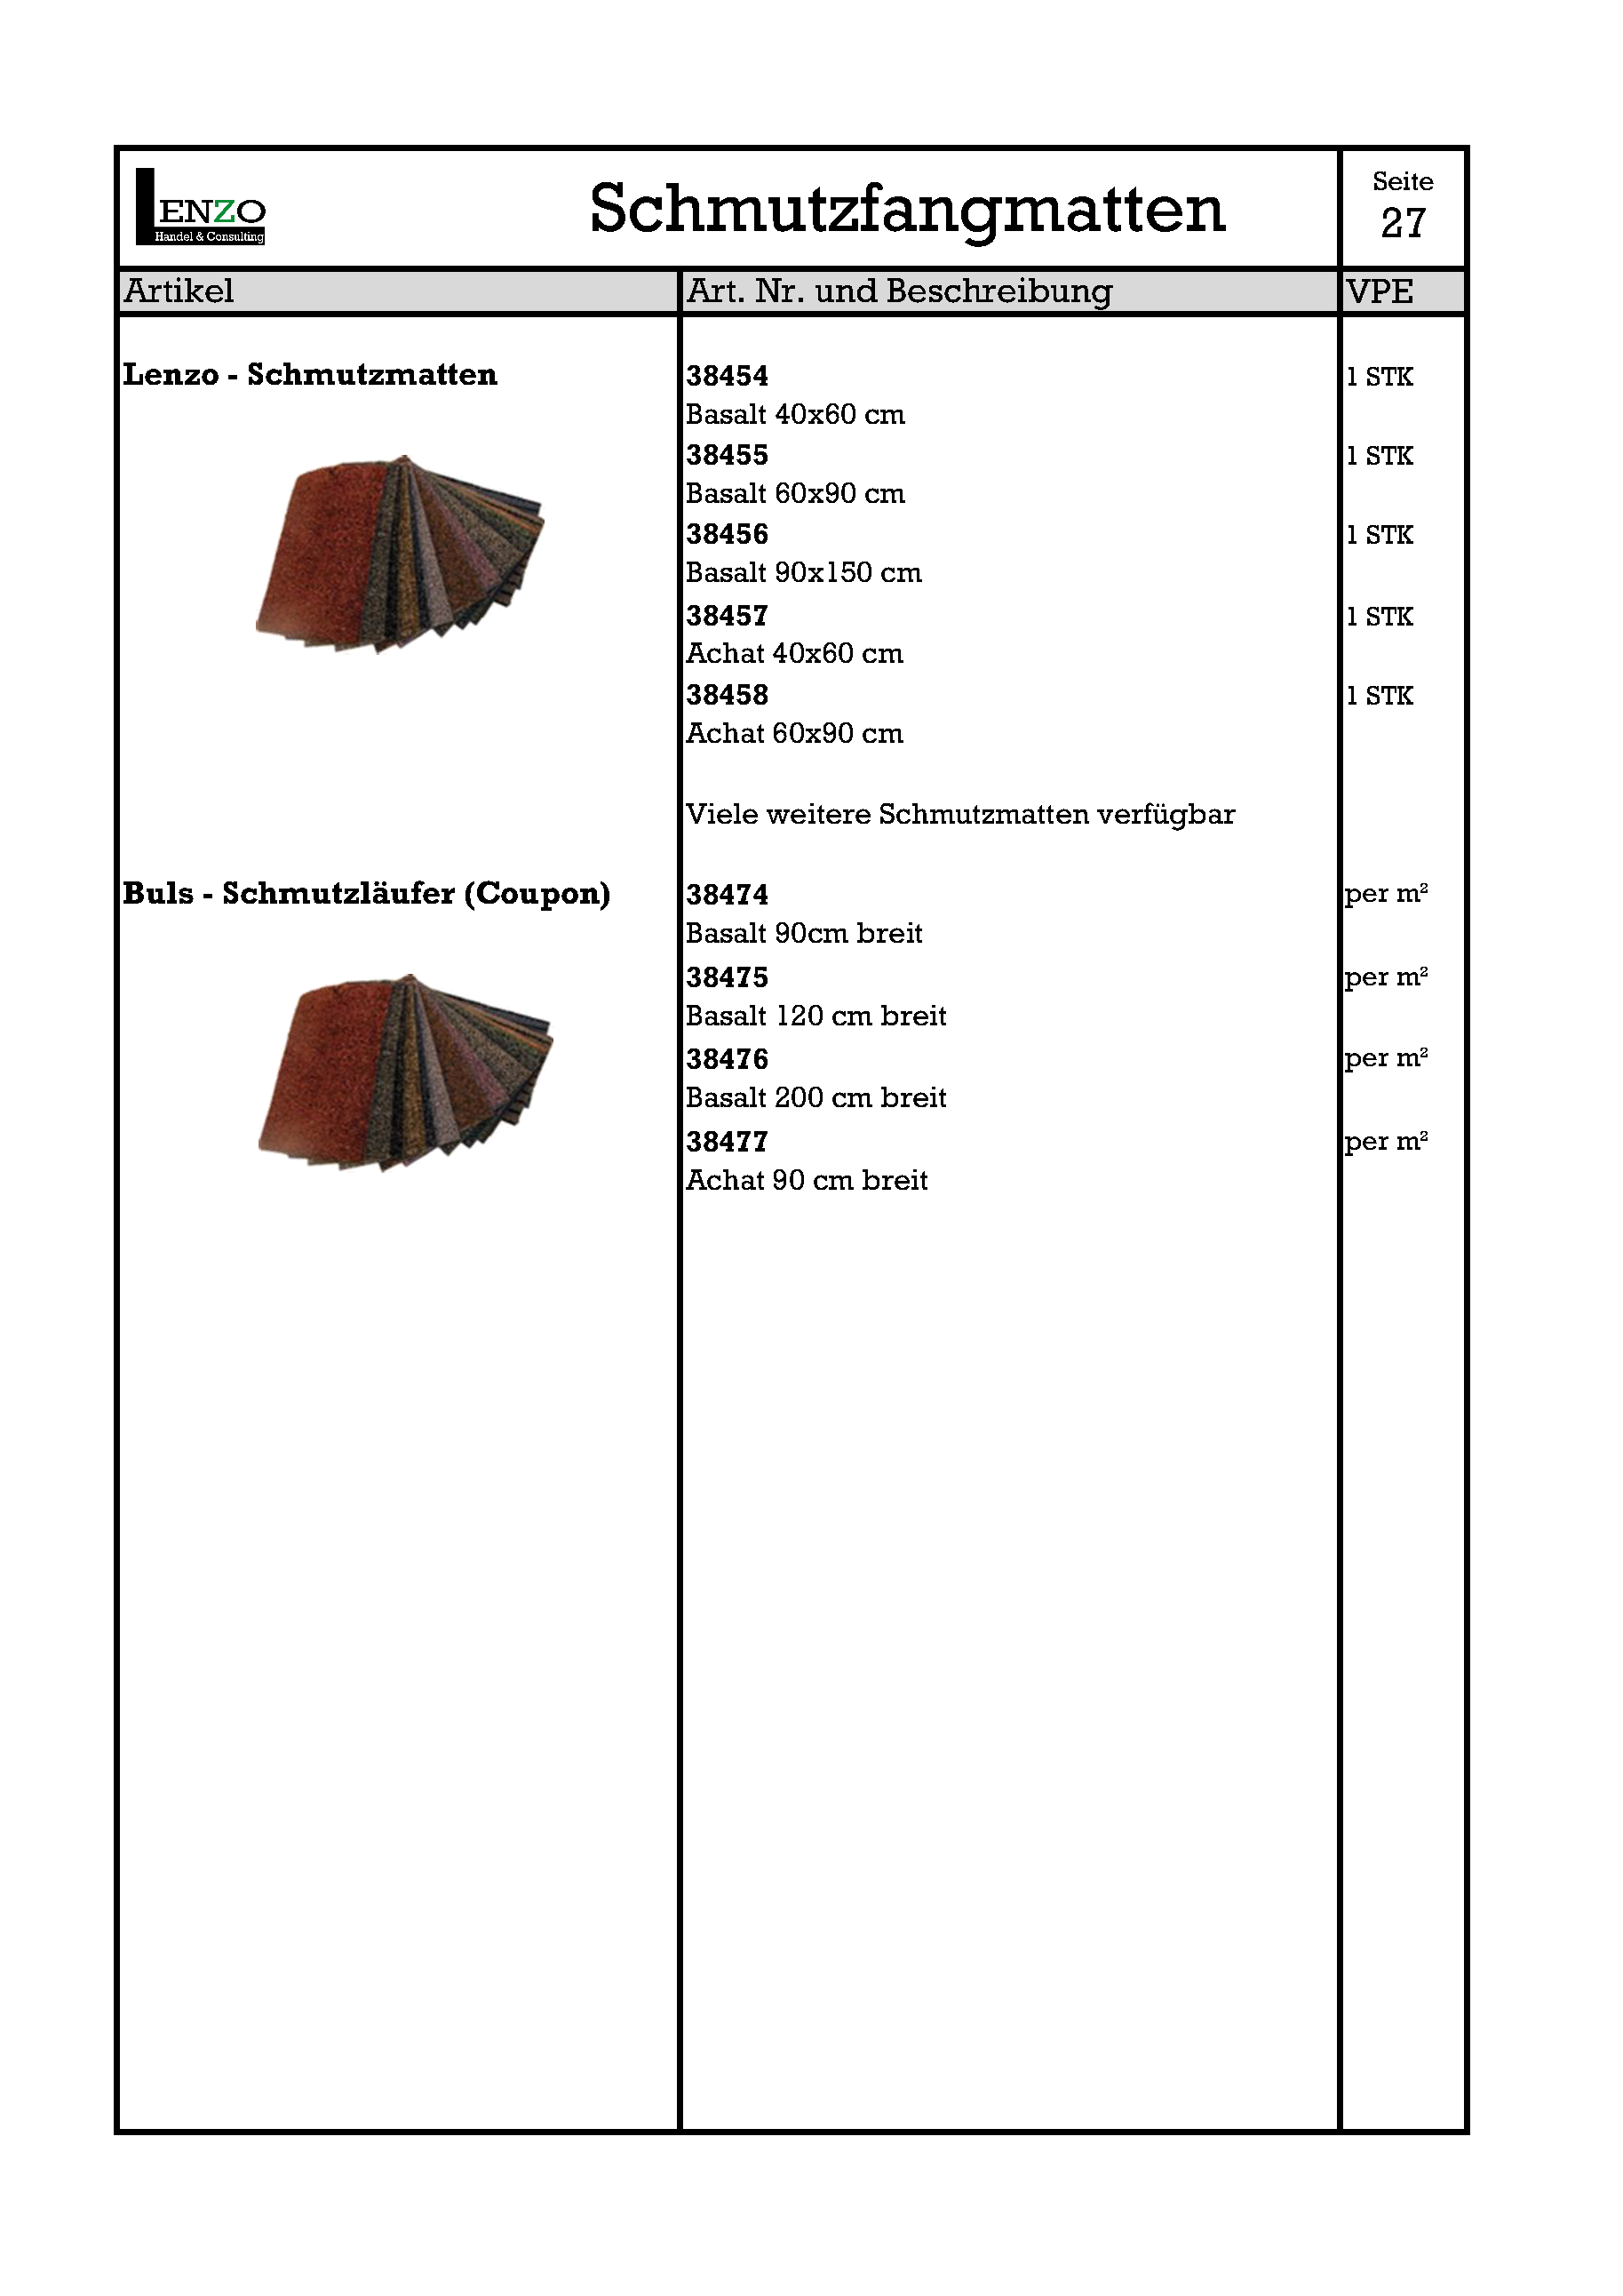 LENZO
Handel & Consulting
Schmutzfangmatten
Seite
27
Artikel
Art. Nr. und Beschreibung
VPE
Lenzo - Schmutzmatten
38454
1 STK
Basalt 40x60 cm
38455
1 STK
Basalt 60x90 cm
38456
1 STK
Basalt 90x150 cm
38457
1 STK
Achat 40x60 cm
38458
1 STK
Achat 60x90 cm
Viele weitere Schmutzmatten verfügbar
Buls - Schmutzläufer (Coupon)
38474
per m²
Basalt 90cm breit
38475
per m²
Basalt 120 cm breit
38476
per m²
Basalt 200 cm breit
38477
per m²
Achat 90 cm breit